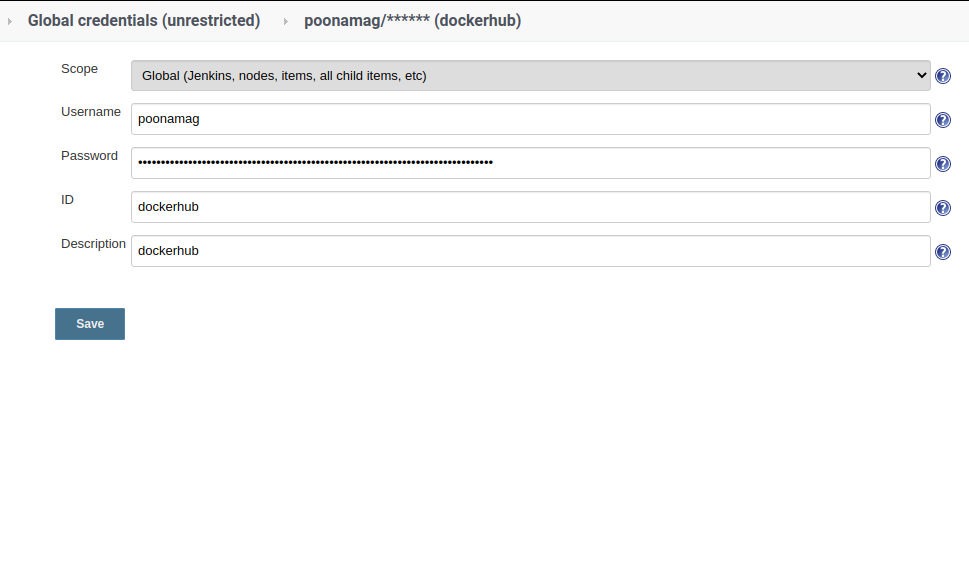 Global credentials (unrestricted) poonamag/****** (dockerhub)
Scope Global (Jenkins, nodes, items, all child items, etc)
Username poonamag
Password ••••••••••••••••••••••••••••••••••••••••••••••••••••••••••••••••••••••••••••••
ID dockerhub
Description dockerhub
Save